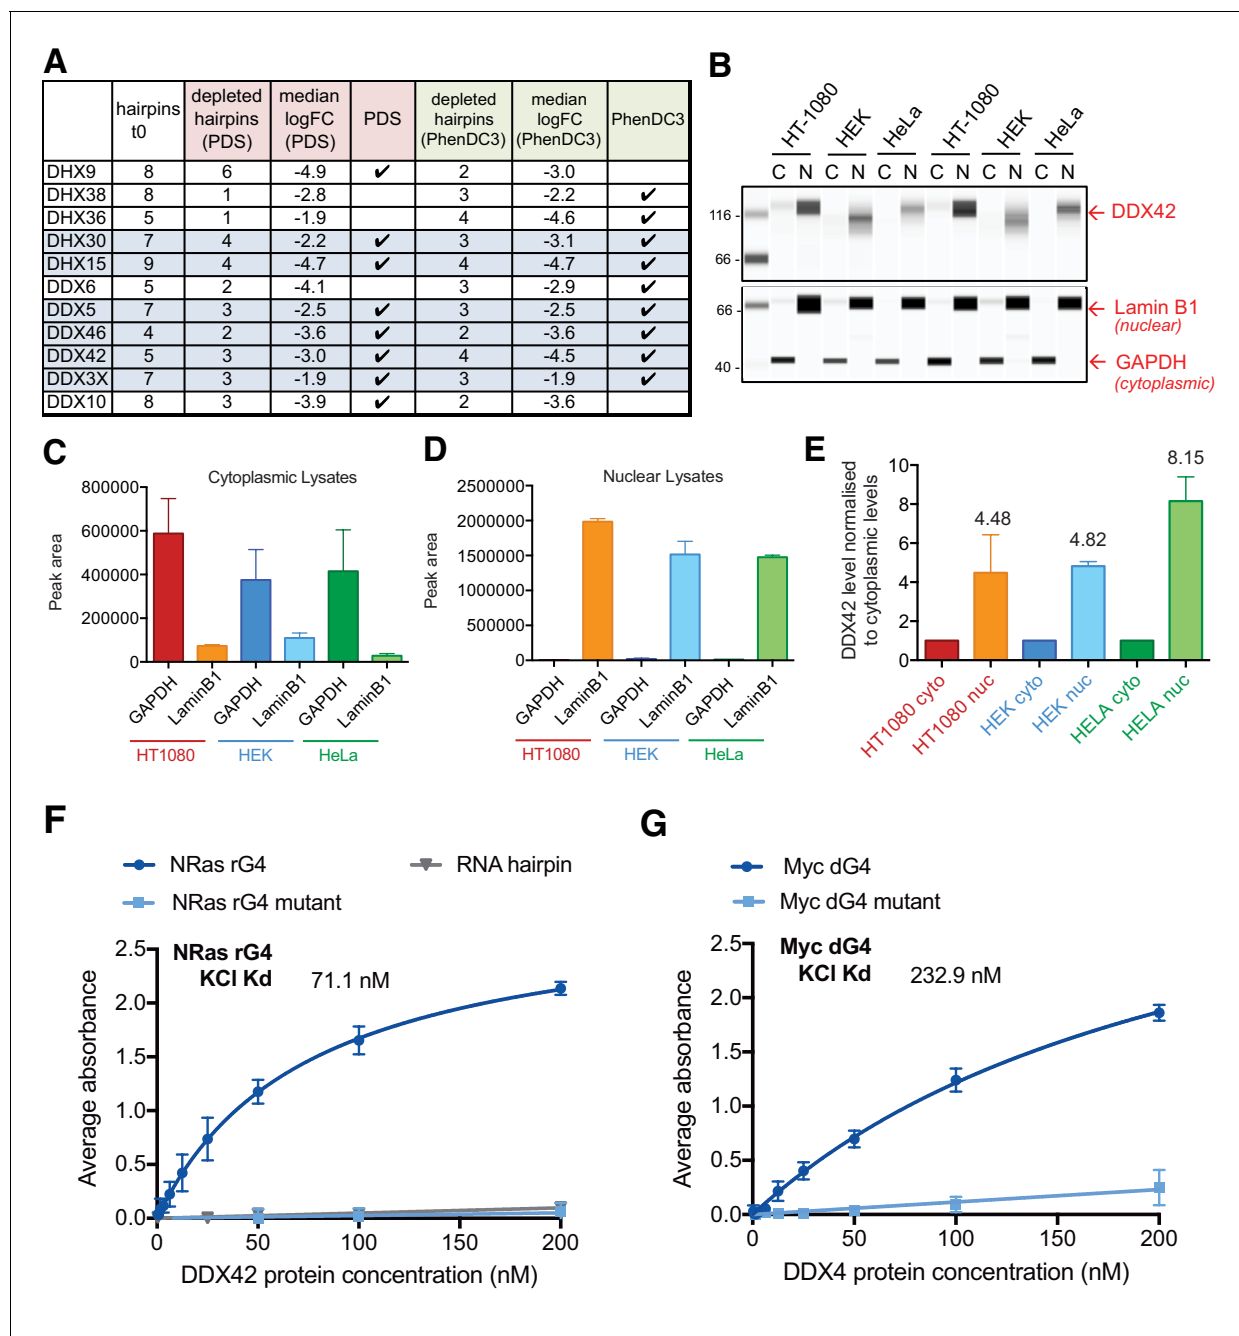 A
hairpins t0 | depleted hairpins (PDS) | median logFC (PDS) | PDS | depleted hairpins (PhenDC3) | median logFC (PhenDC3) | PhenDC3
DHX9 8 6 -4.9 ✔ 2 -3.0
DHX38 8 1 -2.8 3 -2.2 ✔
DHX36 5 1 -1.9 4 -4.6 ✔
DHX30 7 4 -2.2 ✔ 3 -3.1 ✔
DHX15 9 4 -4.7 ✔ 4 -4.7 ✔
DDX6 5 2 -4.1 3 -2.9 ✔
DDX5 7 3 -2.5 ✔ 3 -2.5 ✔
DDX46 4 2 -3.6 ✔ 2 -3.6 ✔
DDX42 5 3 -3.0 ✔ 4 -4.5 ✔
DDX3X 7 3 -1.9 ✔ 3 -1.9 ✔
DDX10 8 3 -3.9 ✔ 2 -3.6
B
HT-1080 HEK HeLa HT-1080 HEK HeLa
C N C N C N C N C N C N
116 -
66 -
← DDX42
66 -
40 -
← Lamin B1
(nuclear)
← GAPDH
(cytoplasmic)
C
Cytoplasmic Lysates
Peak area
800000
600000
400000
200000
0
GAPDH LaminB1 GAPDH LaminB1 GAPDH LaminB1
HT1080 HEK HeLa
D
Nuclear Lysates
Peak area
2500000
2000000
1500000
1000000
500000
0
GAPDH LaminB1 GAPDH LaminB1 GAPDH LaminB1
HT1080 HEK HeLa
E
DDX42 level normalised
to cytoplasmic levels
10
8
6
4
2
0
4.48 4.82 8.15
HT1080 cyto HT1080 nuc HEK cyto HEK nuc HELA cyto HELA nuc
F
NRas rG4 RNA hairpin
NRas rG4 mutant
NRas rG4
KCl Kd 71.1 nM
Average absorbance
2.5
2.0
1.5
1.0
0.5
0.0
0 50 100 150 200
DDX42 protein concentration (nM)
G
Myc dG4
Myc dG4 mutant
Myc dG4
KCl Kd 232.9 nM
Average absorbance
2.5
2.0
1.5
1.0
0.5
0.0
0 50 100 150 200
DDX4 protein concentration (nM)